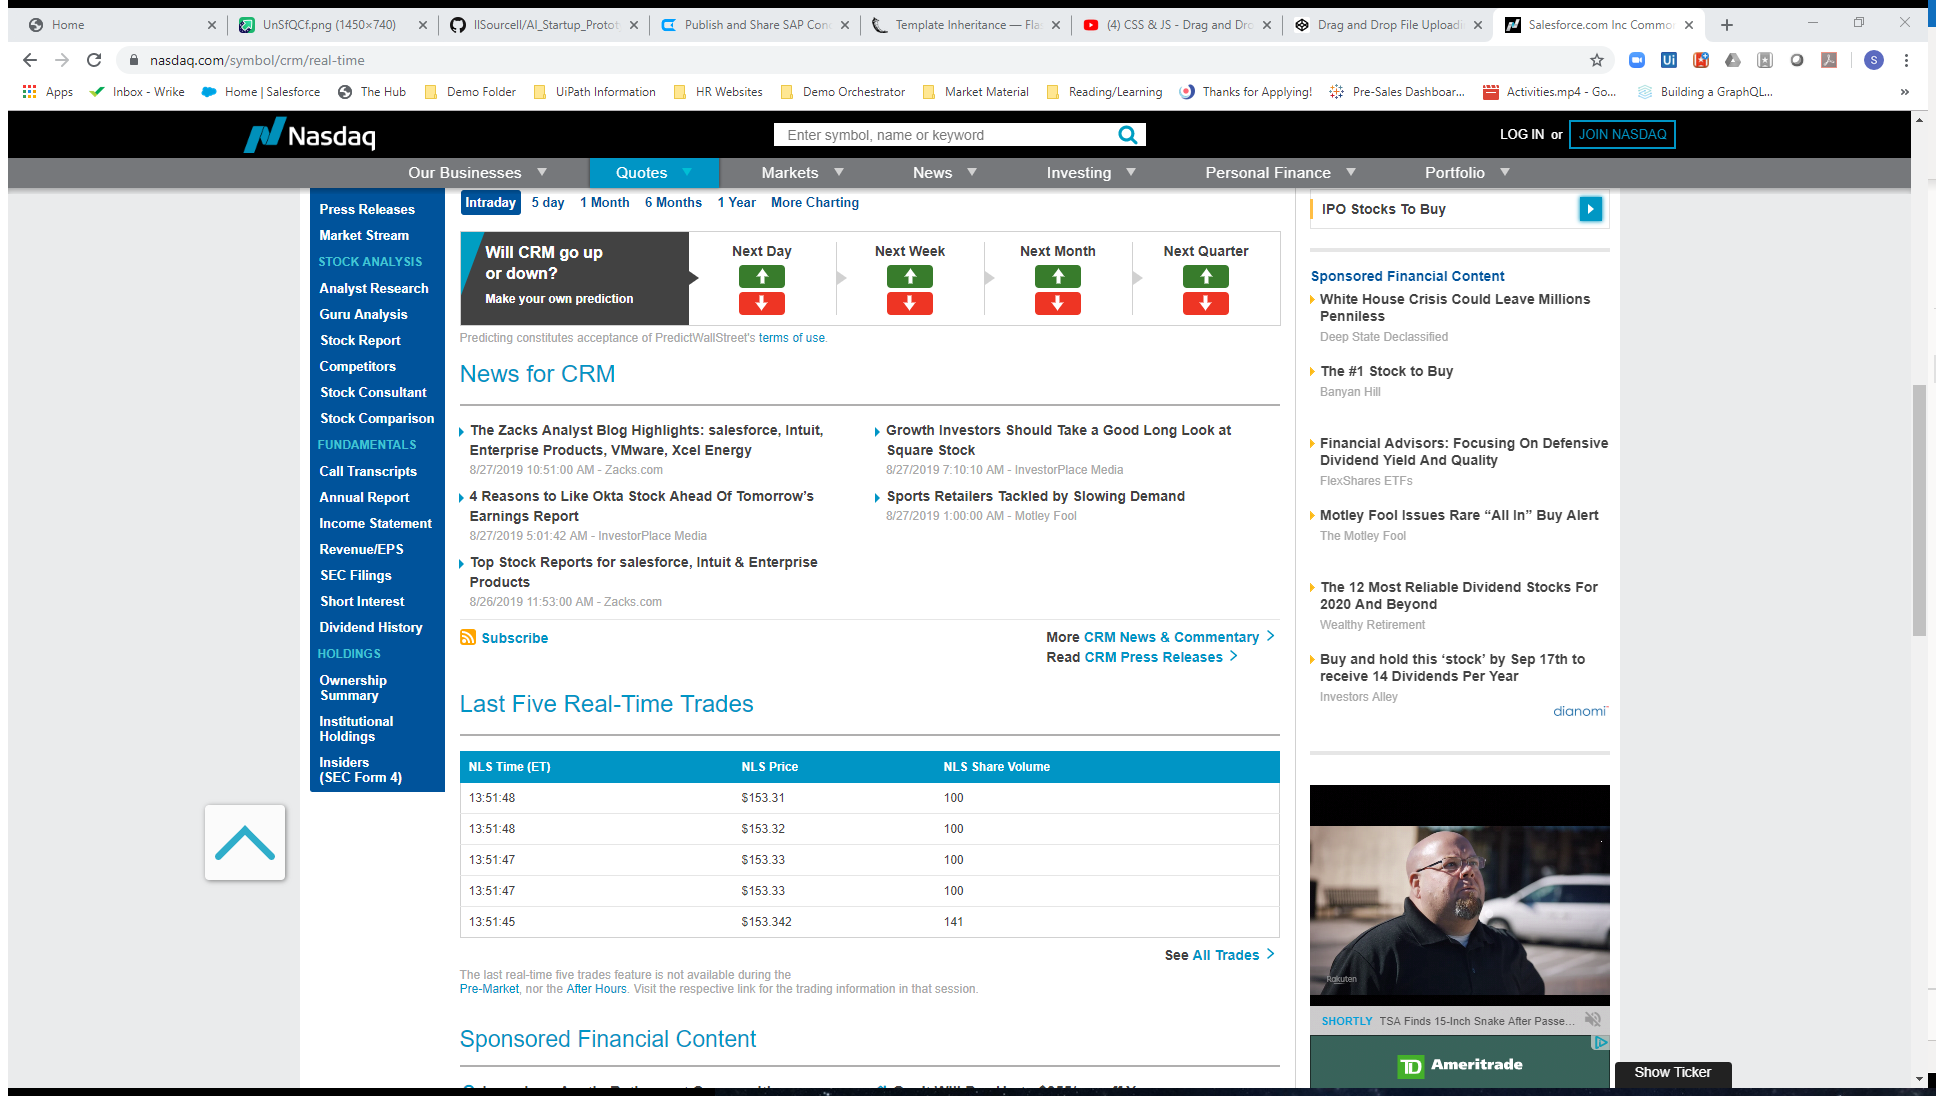 Home
UnSfQCf.png (1450×740)
llSourcell/AI_Startup_Protot
Publish and Share SAP Con
Template Inheritance — Fla
(4) CSS & JS - Drag and Dro
Drag and Drop File Uploadi
Salesforce.com Inc Commo
nasdaq.com/symbol/crm/real-time
Apps
Inbox - Wrike
Home | Salesforce
The Hub
Demo Folder
UiPath Information
HR Websites
Demo Orchestrator
Market Material
Reading/Learning
Thanks for Applying!
Pre-Sales Dashboar...
Activities.mp4 - Go...
Building a GraphQL...
Nasdaq
Enter symbol, name or keyword
LOG IN or JOIN NASDAQ
Our Businesses
Quotes
Markets
News
Investing
Personal Finance
Portfolio
Press Releases
Market Stream
STOCK ANALYSIS
Analyst Research
Guru Analysis
Stock Report
Competitors
Stock Consultant
Stock Comparison
FUNDAMENTALS
Call Transcripts
Annual Report
Income Statement
Revenue/EPS
SEC Filings
Short Interest
Dividend History
HOLDINGS
Ownership
Summary
Institutional
Holdings
Insiders
(SEC Form 4)
Intraday 5 day 1 Month 6 Months 1 Year More Charting
Will CRM go up
or down?
Make your own prediction
Next Day
Next Week
Next Month
Next Quarter
Predicting constitutes acceptance of PredictWallStreet's terms of use.
News for CRM
The Zacks Analyst Blog Highlights: salesforce, Intuit,
Enterprise Products, VMware, Xcel Energy
8/27/2019 10:51:00 AM - Zacks.com
4 Reasons to Like Okta Stock Ahead Of Tomorrow's
Earnings Report
8/27/2019 5:01:42 AM - InvestorPlace Media
Top Stock Reports for salesforce, Intuit & Enterprise
Products
8/26/2019 11:53:00 AM - Zacks.com
Growth Investors Should Take a Good Long Look at
Square Stock
8/27/2019 7:10:10 AM - InvestorPlace Media
Sports Retailers Tackled by Slowing Demand
8/27/2019 1:00:00 AM - Motley Fool
Subscribe
More CRM News & Commentary
Read CRM Press Releases
Last Five Real-Time Trades
NLS Time (ET) NLS Price NLS Share Volume
13:51:48 $153.31 100
13:51:48 $153.32 100
13:51:47 $153.33 100
13:51:47 $153.33 100
13:51:45 $153.342 141
See All Trades
The last real-time five trades feature is not available during the
Pre-Market, nor the After Hours. Visit the respective link for the trading information in that session.
Sponsored Financial Content
IPO Stocks To Buy
Sponsored Financial Content
White House Crisis Could Leave Millions
Penniless
Deep State Declassified
The #1 Stock to Buy
Banyan Hill
Financial Advisors: Focusing On Defensive
Dividend Yield And Quality
FlexShares ETFs
Motley Fool Issues Rare “All In” Buy Alert
The Motley Fool
The 12 Most Reliable Dividend Stocks For
2020 And Beyond
Wealthy Retirement
Buy and hold this ‘stock’ by Sep 17th to
receive 14 Dividends Per Year
Investors Alley
dianomi
Rakuten
SHORTLY TSA Finds 15-Inch Snake After Passe...
TD Ameritrade
Show Ticker